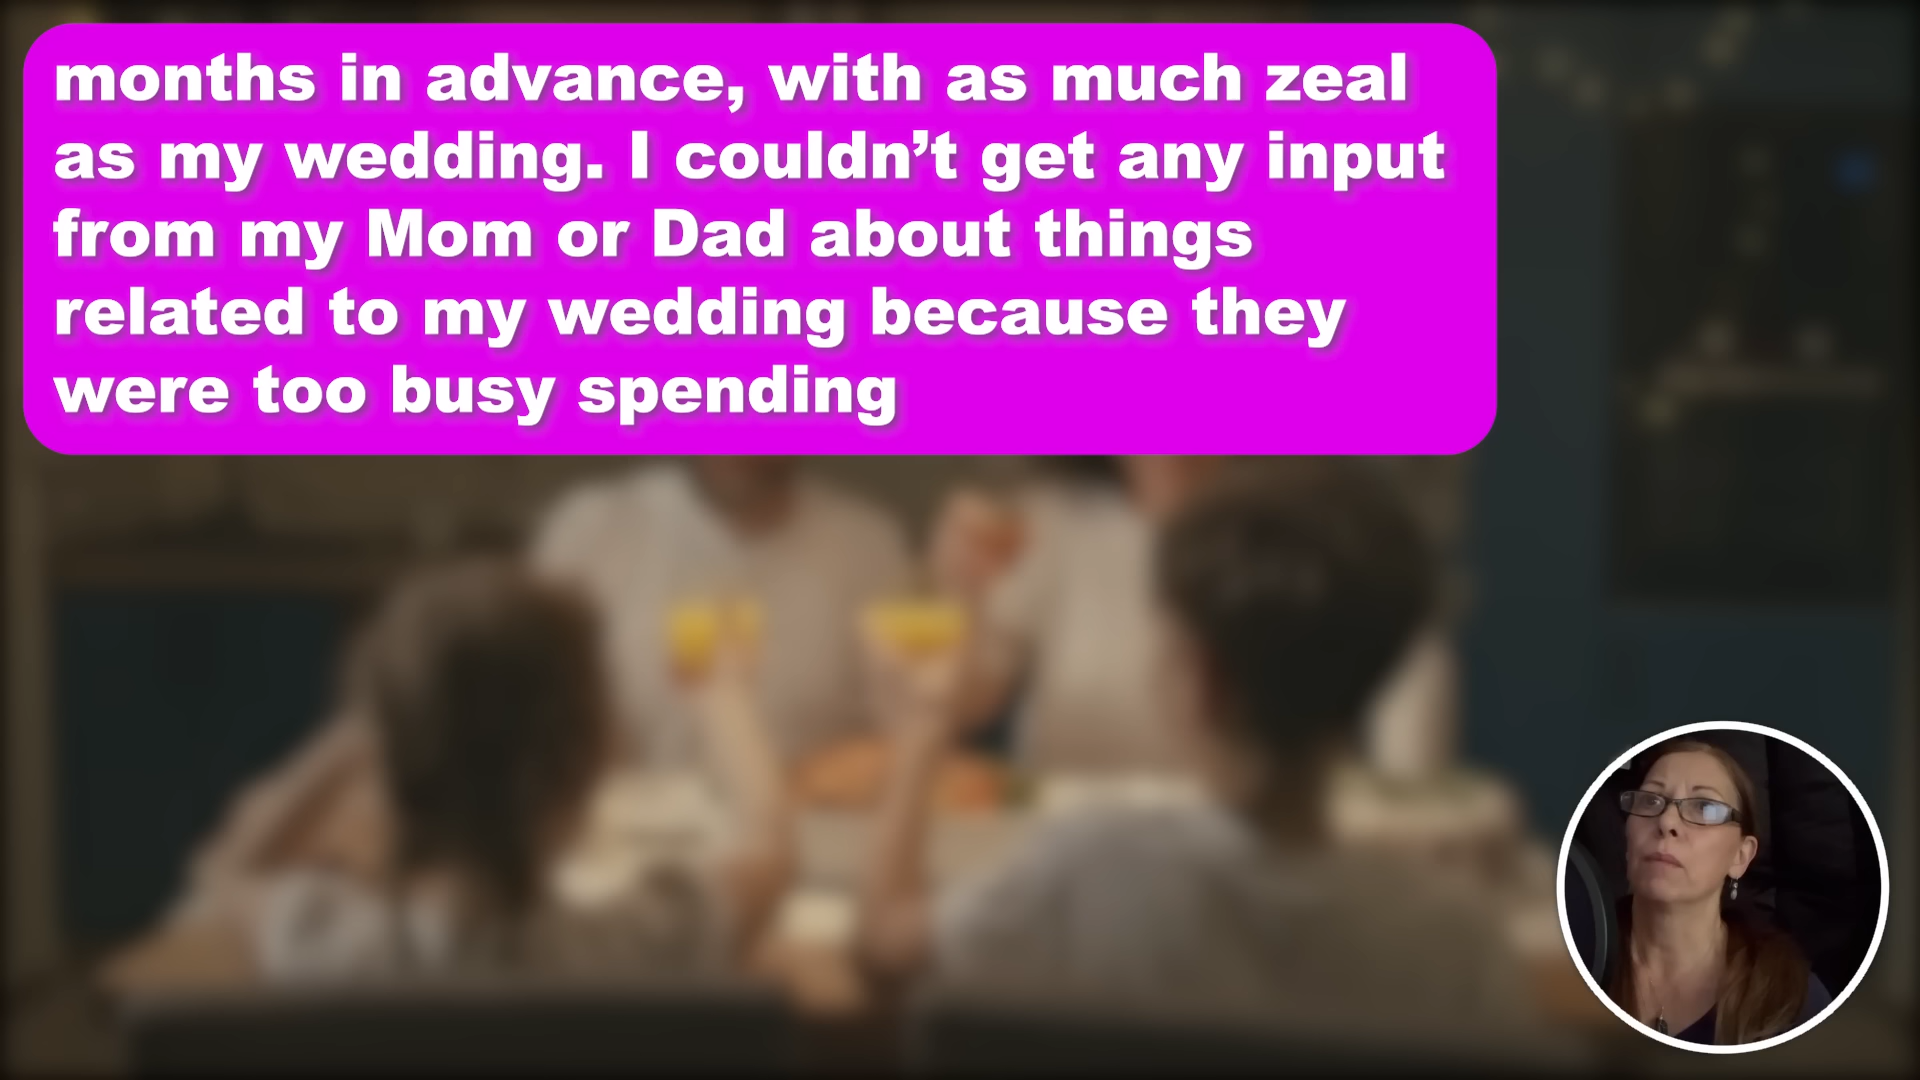 months in advance, with as much zeal
as my wedding. I couldn’t get any input
from my Mom or Dad about things
related to my wedding because they
were too busy spending